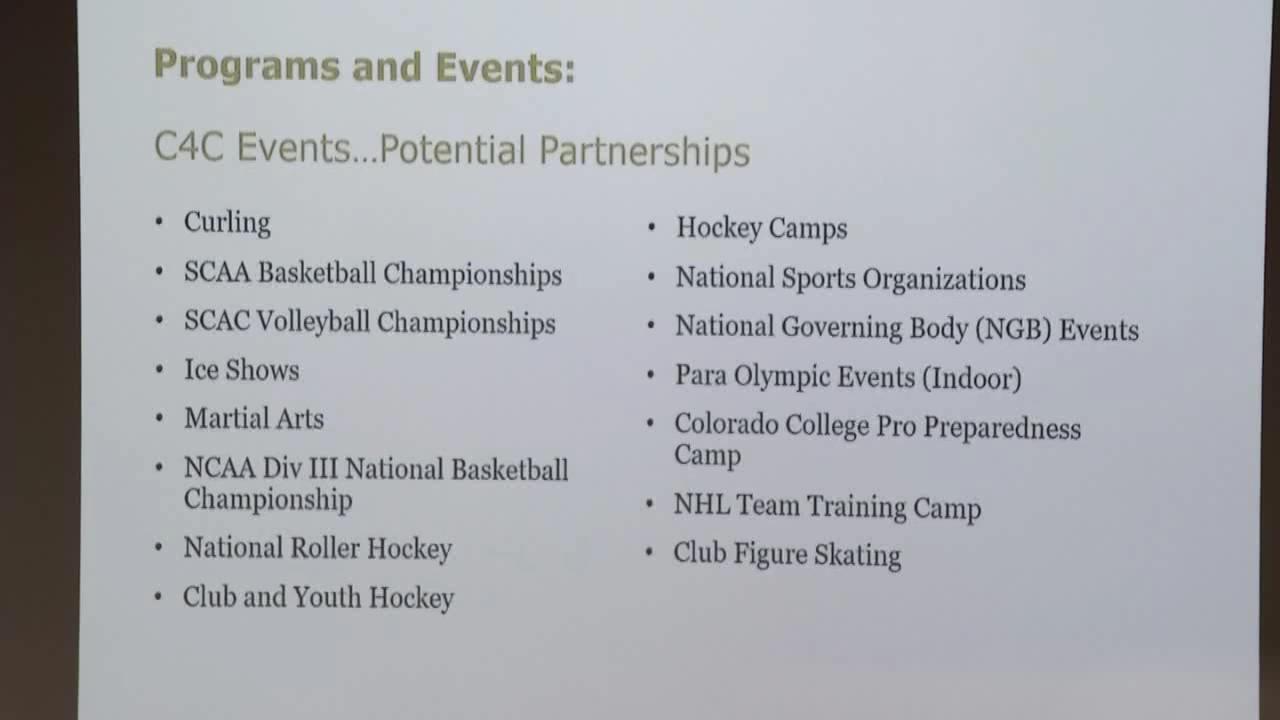 Programs and Events:
C4C Events...Potential Partnerships
• Curling
• SCAA Basketball Championships
• SCAC Volleyball Championships
• Ice Shows
• Martial Arts
• NCAA Div III National Basketball
Championship
• National Roller Hockey
• Club and Youth Hockey
• Hockey Camps
• National Sports Organizations
• National Governing Body (NGB) Events
• Para Olympic Events (Indoor)
• Colorado College Pro Preparedness
Camp
• NHL Team Training Camp
• Club Figure Skating